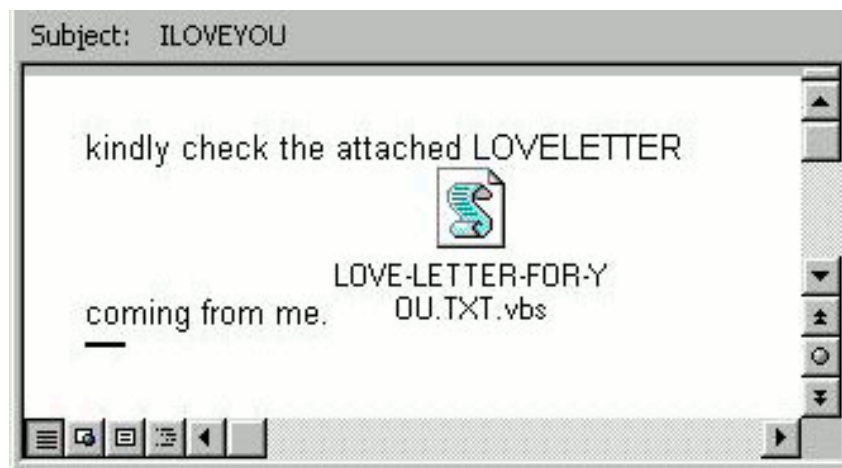 Subject: ILOVEYOU
kindly check the attached LOVELETTER
LOVE-LETTER-FOR-Y
OU.TXT.vbs
coming from me.